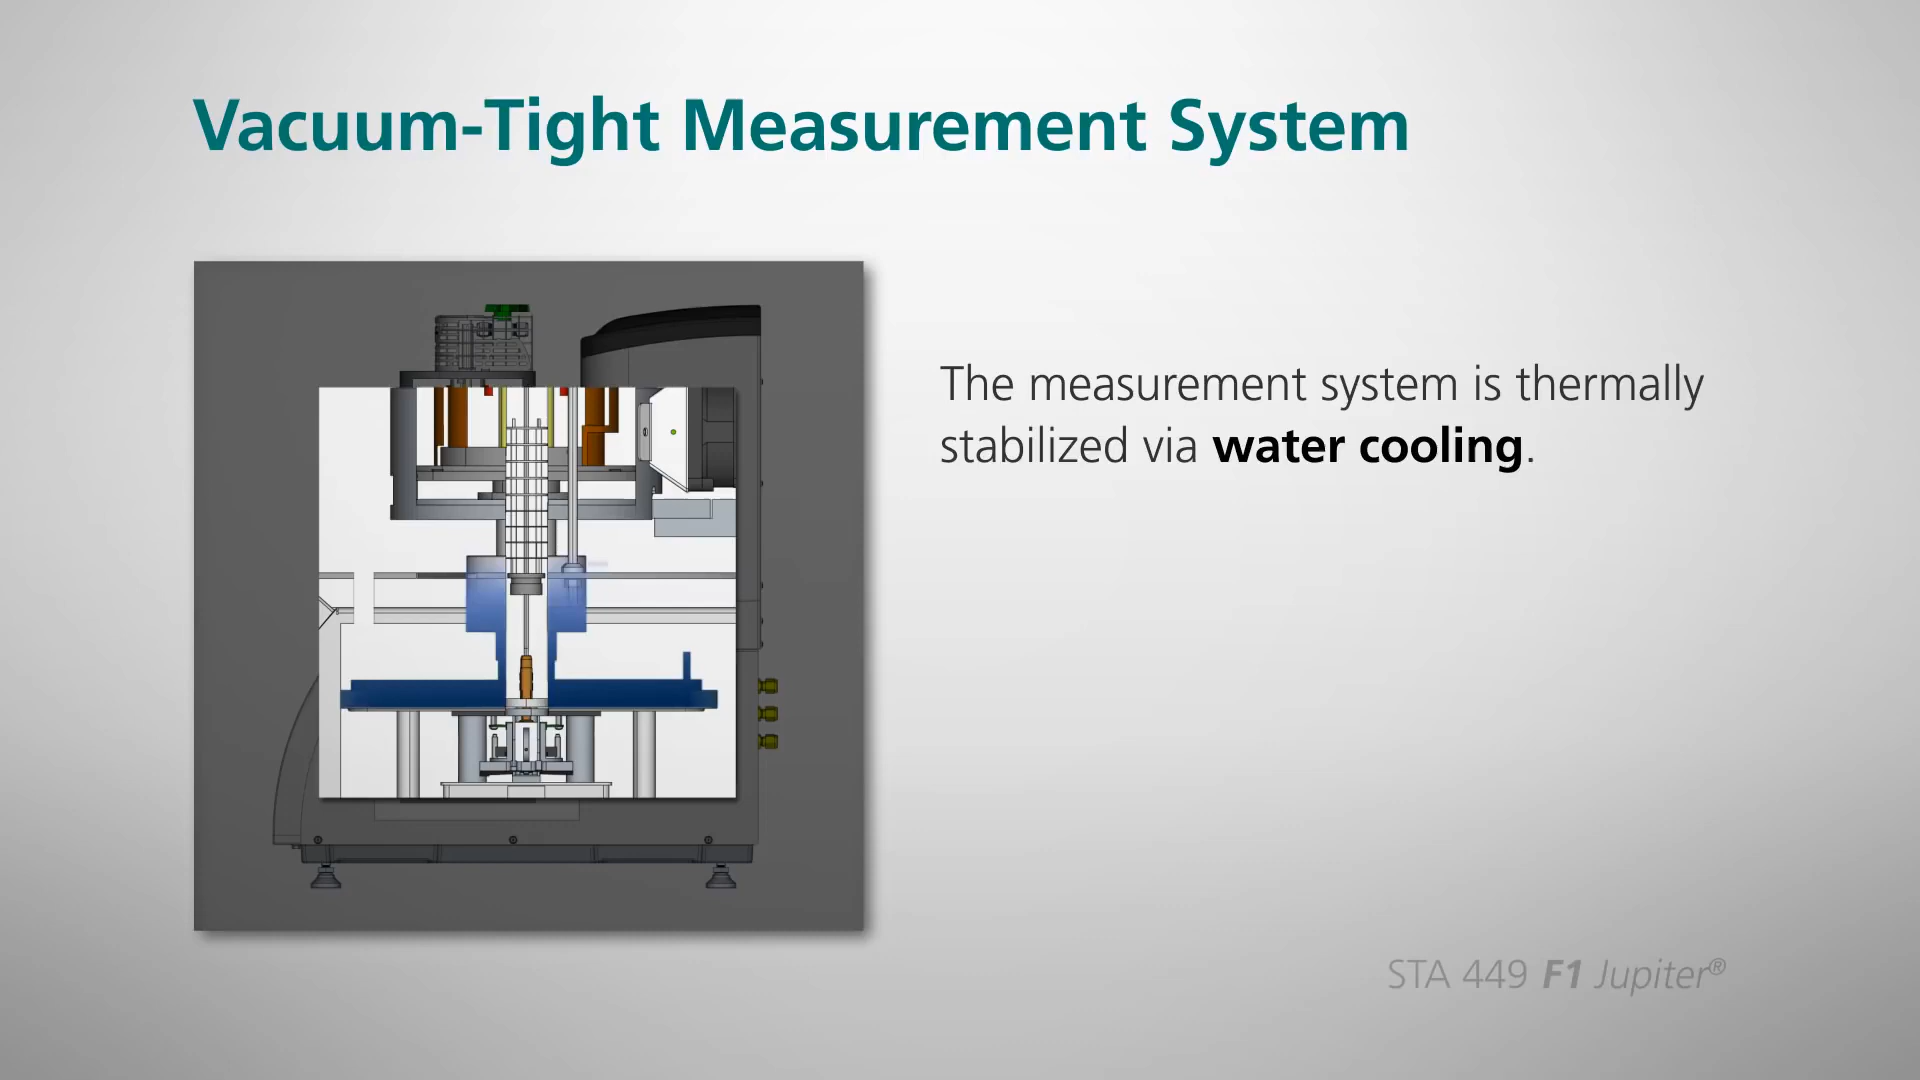 Vacuum-Tight Measurement System
The measurement system is thermally
stabilized via water cooling.
STA 449 F1 Jupiter®